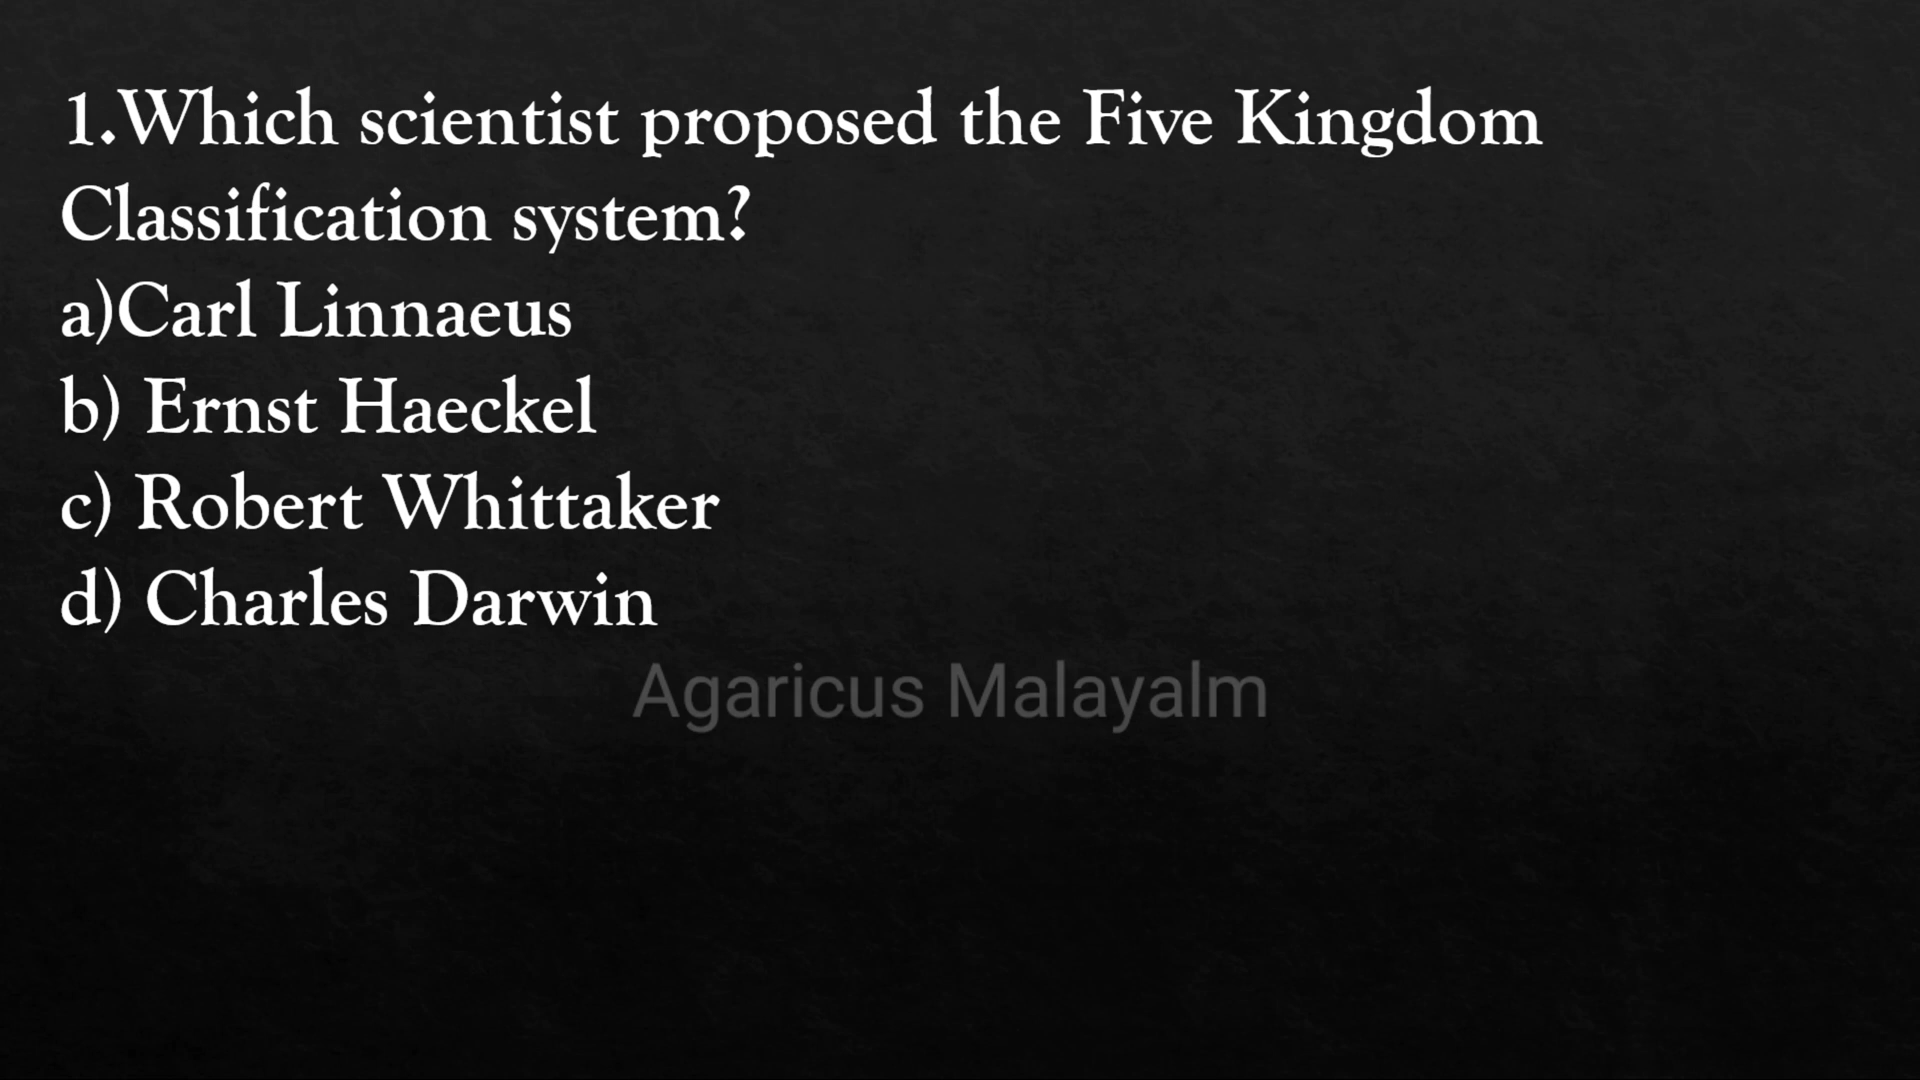 1.Which scientist proposed the Five Kingdom
Classification system?
a)Carl Linnaeus
b) Ernst Haeckel
c) Robert Whittaker
d) Charles Darwin
Agaricus Malayalm